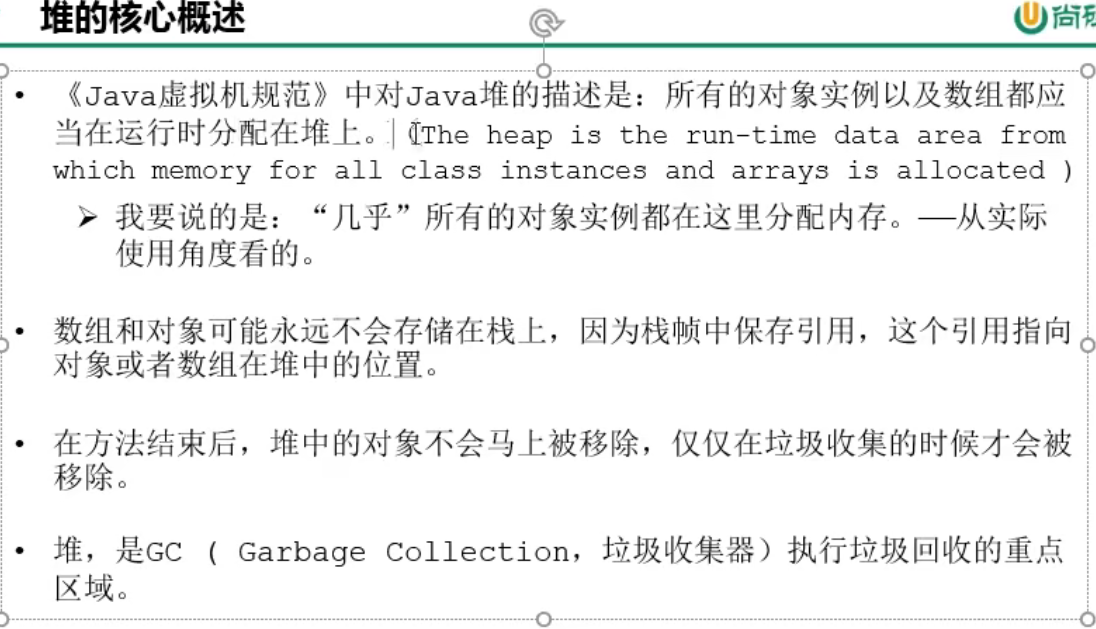 堆的核心概述
尚硅
• 《Java虚拟机规范》中对Java堆的描述是：所有的对象实例以及数组都应
当在运行时分配在堆上。（The heap is the run-time data area from
which memory for all class instances and arrays is allocated )
➢ 我要说的是：“几乎”所有的对象实例都在这里分配内存。——从实际
使用角度看的。
• 数组和对象可能永远不会存储在栈上，因为栈帧中保存引用，这个引用指向
对象或者数组在堆中的位置。
• 在方法结束后，堆中的对象不会马上被移除，仅仅在垃圾收集的时候才会被
移除。
• 堆，是GC ( Garbage Collection，垃圾收集器）执行垃圾回收的重点
区域。